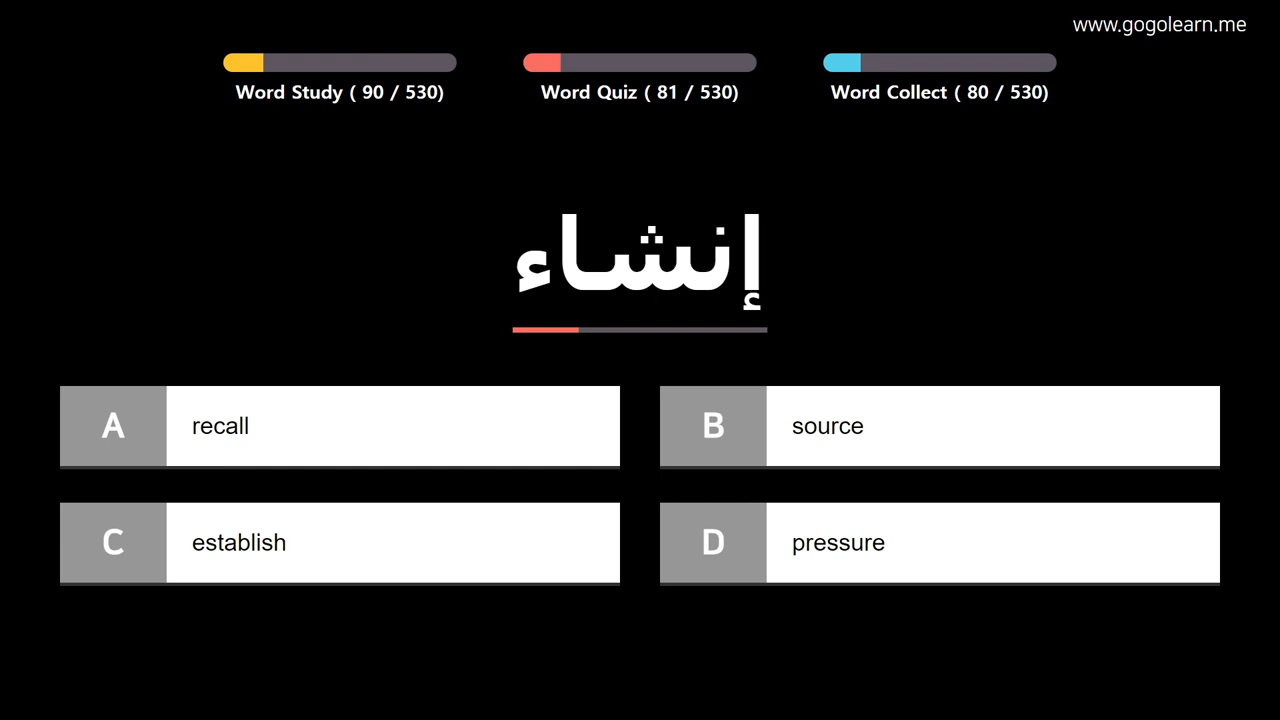 www.gogolearn.me
Word Study ( 90 / 530)
Word Quiz ( 81 / 530)
Word Collect ( 80 / 530)
إنشاء
A recall
B source
C establish
D pressure